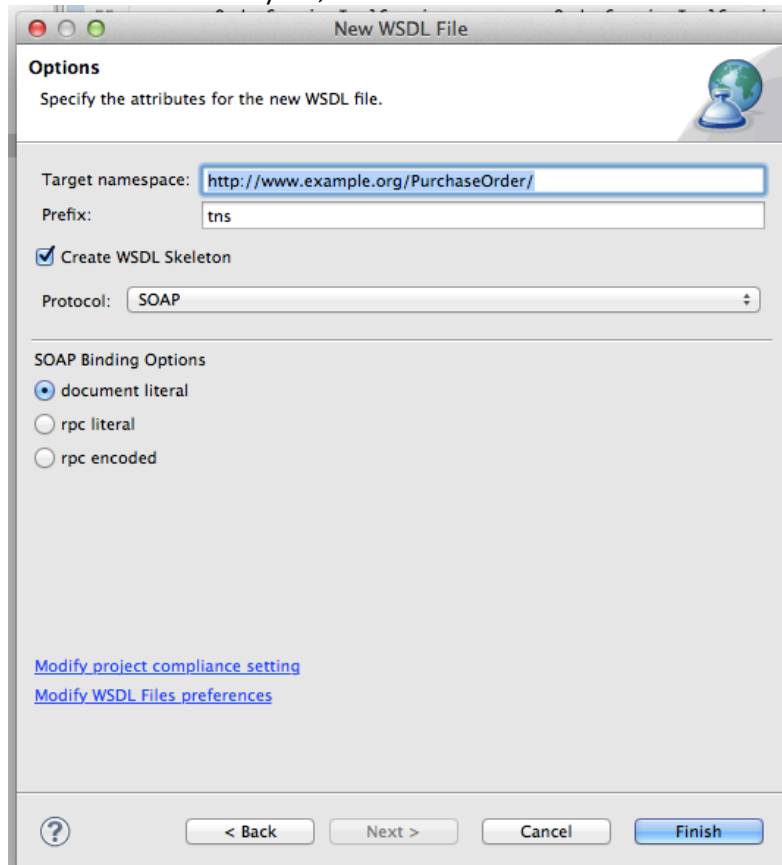 New WSDL File
Options
Specify the attributes for the new WSDL file.
Target namespace: http://www.example.org/PurchaseOrder/
Prefix: tns
Create WSDL Skeleton
Protocol: SOAP
SOAP Binding Options
document literal
rpc literal
rpc encoded
Modify project compliance setting
Modify WSDL Files preferences
? < Back Next > Cancel Finish